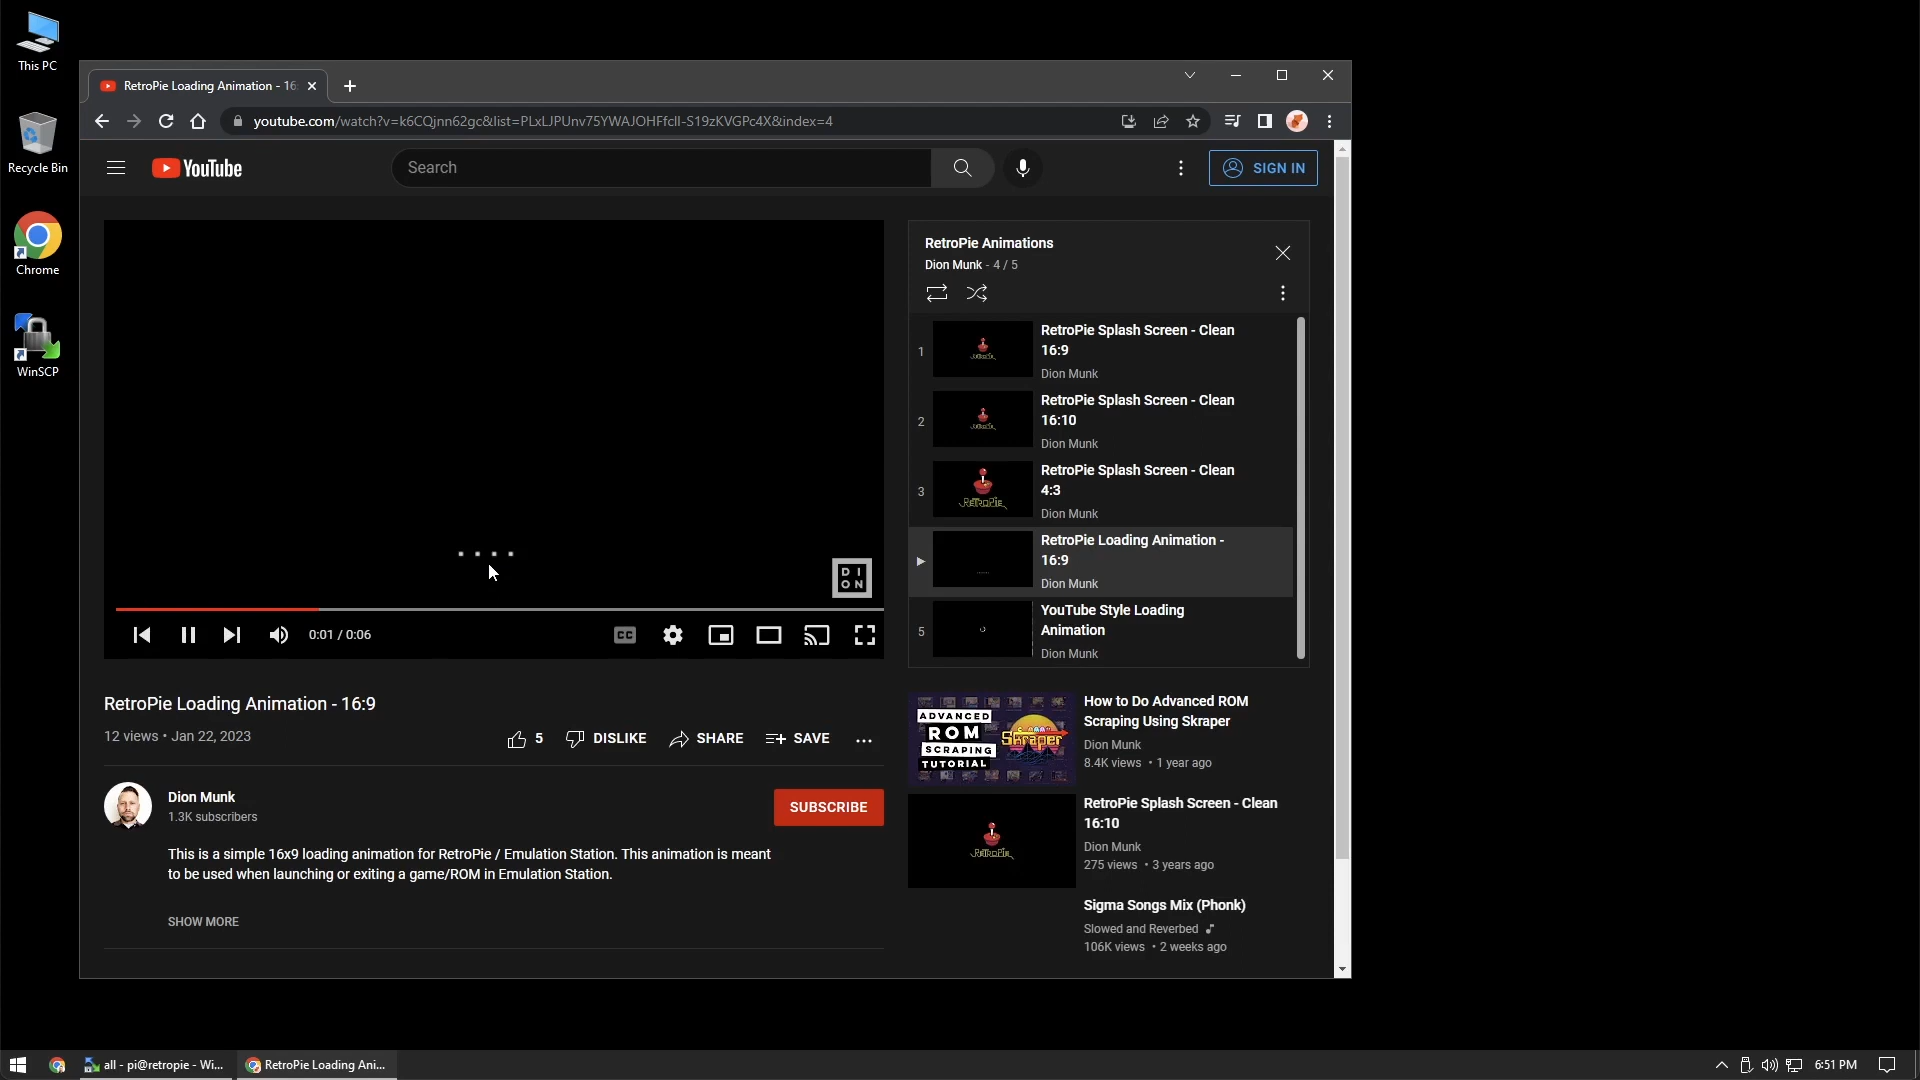 This PC
Recycle Bin
Chrome
WinSCP
RetroPie Loading Animation - 16:
youtube.com/watch?v=k6CQjnn62gc&list=PLxLJPUnv75YWAJOHFfcIl-S19zKVGPc4X&index=4
YouTube
Search
SIGN IN
DI
ON
0:01 / 0:06
CC
RetroPie Animations
Dion Munk - 4 / 5
1
RetroPie Splash Screen - Clean
16:9
Dion Munk
2
RetroPie Splash Screen - Clean
16:10
Dion Munk
3
RETROPIE
RetroPie Splash Screen - Clean
4:3
Dion Munk
RetroPie Loading Animation -
16:9
Dion Munk
5
YouTube Style Loading
Animation
Dion Munk
RetroPie Loading Animation - 16:9
12 views • Jan 22, 2023
5
DISLIKE
SHARE
SAVE
Dion Munk
1.3K subscribers
SUBSCRIBE
This is a simple 16x9 loading animation for RetroPie / Emulation Station. This animation is meant
to be used when launching or exiting a game/ROM in Emulation Station.
SHOW MORE
ADVANCED
ROM
SCRAPING
TUTORIAL
Skraper
How to Do Advanced ROM
Scraping Using Skraper
Dion Munk
8.4K views • 1 year ago
RETROPIE
RetroPie Splash Screen - Clean
16:10
Dion Munk
275 views • 3 years ago
Sigma Songs Mix (Phonk)
Slowed and Reverbed
106K views • 2 weeks ago
all - pi@retropie - Wi...
RetroPie Loading Ani...
6:51 PM